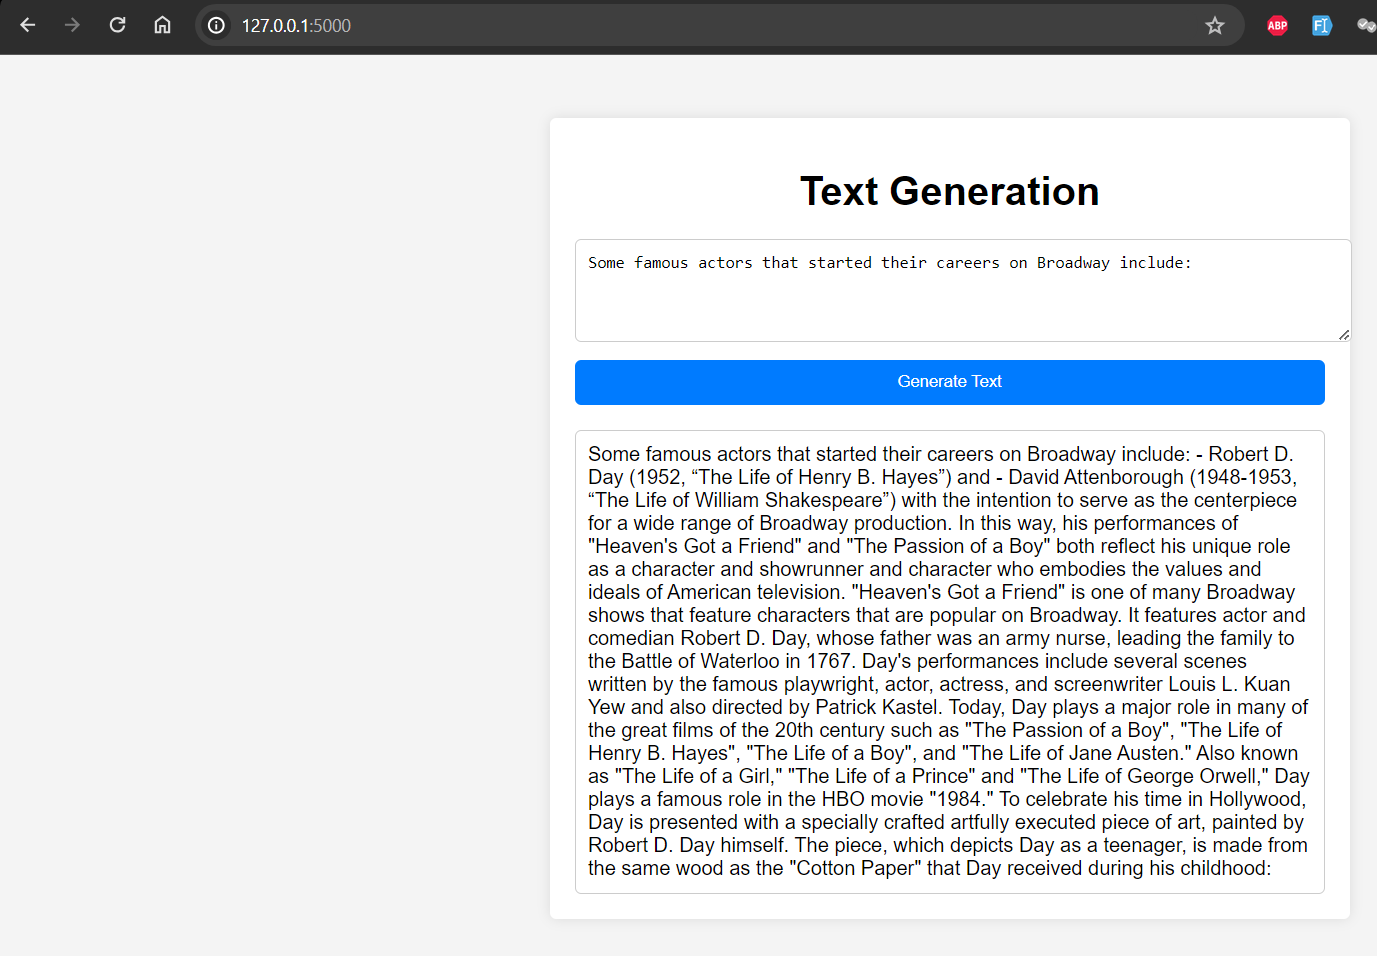 127.0.0.1:5000
ABP
Text Generation
Some famous actors that started their careers on Broadway include:
Generate Text
Some famous actors that started their careers on Broadway include: - Robert D.
Day (1952, “The Life of Henry B. Hayes”) and - David Attenborough (1948-1953,
“The Life of William Shakespeare”) with the intention to serve as the centerpiece
for a wide range of Broadway production. In this way, his performances of
"Heaven's Got a Friend" and "The Passion of a Boy" both reflect his unique role
as a character and showrunner and character who embodies the values and
ideals of American television. "Heaven's Got a Friend" is one of many Broadway
shows that feature characters that are popular on Broadway. It features actor and
comedian Robert D. Day, whose father was an army nurse, leading the family to
the Battle of Waterloo in 1767. Day's performances include several scenes
written by the famous playwright, actor, actress, and screenwriter Louis L. Kuan
Yew and also directed by Patrick Kastel. Today, Day plays a major role in many of
the great films of the 20th century such as "The Passion of a Boy", "The Life of
Henry B. Hayes", "The Life of a Boy", and "The Life of Jane Austen." Also known
as "The Life of a Girl," "The Life of a Prince" and "The Life of George Orwell," Day
plays a famous role in the HBO movie "1984." To celebrate his time in Hollywood,
Day is presented with a specially crafted artfully executed piece of art, painted by
Robert D. Day himself. The piece, which depicts Day as a teenager, is made from
the same wood as the "Cotton Paper" that Day received during his childhood: